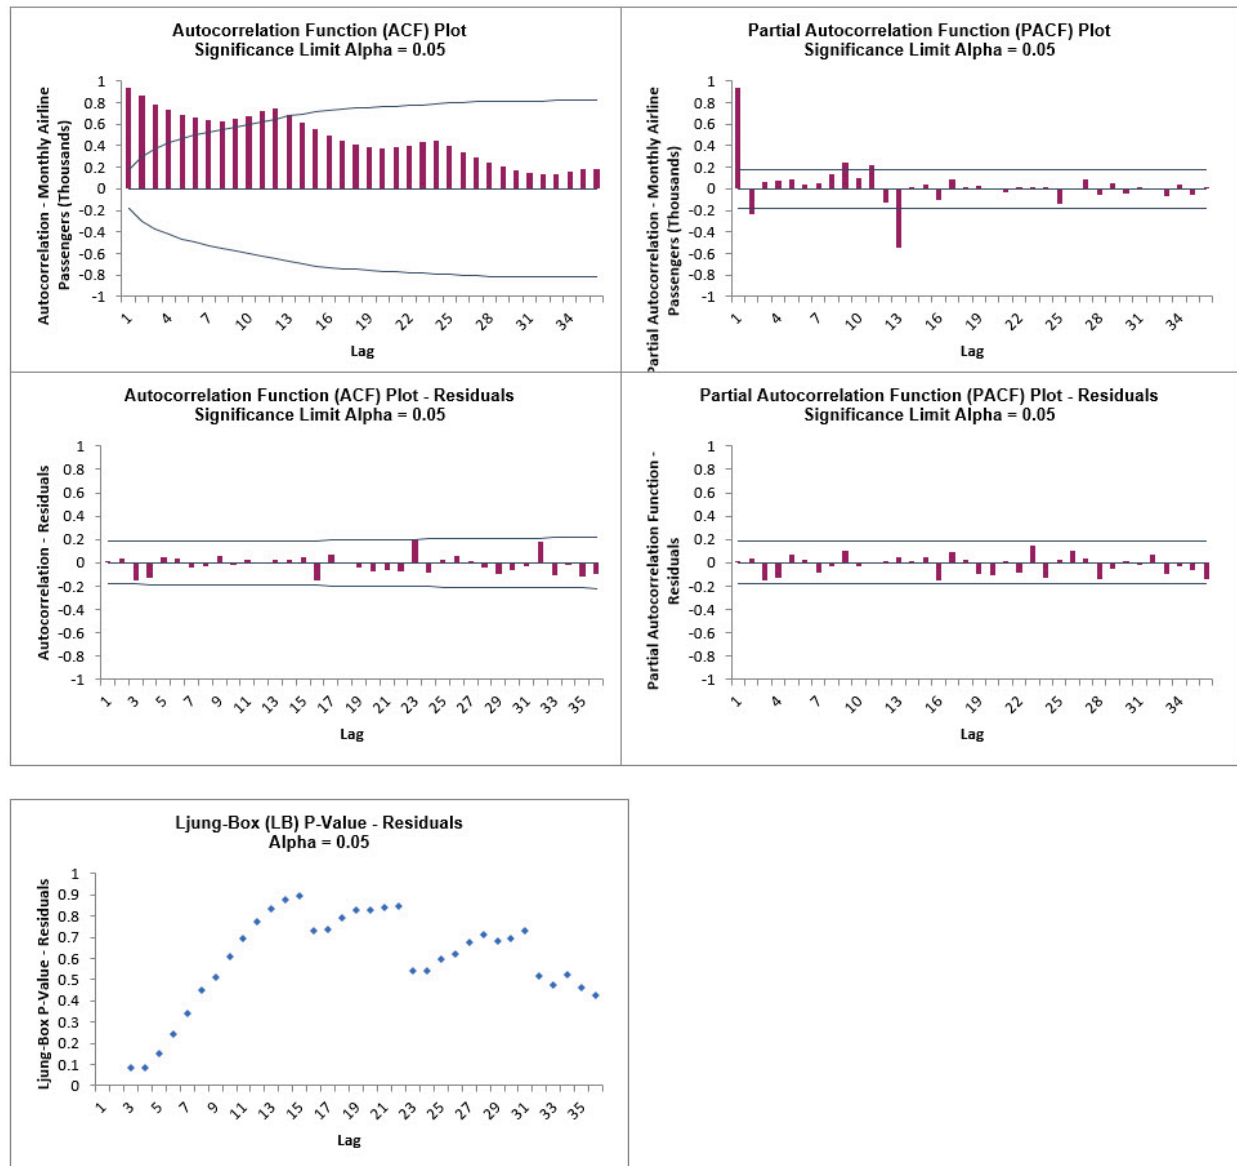 Autocorrelation Function (ACF) Plot
Significance Limit Alpha = 0.05
Autocorrelation - Monthly Airline
Passengers (Thousands)
1
0.8
0.6
0.4
0.2
0
-0.2
-0.4
-0.6
-0.8
-1
1 4 7 10 13 16 19 22 25 28 31 34
Lag
Partial Autocorrelation Function (PACF) Plot
Significance Limit Alpha = 0.05
Partial Autocorrelation - Monthly Airline
Passengers (Thousands)
1
0.8
0.6
0.4
0.2
0
-0.2
-0.4
-0.6
-0.8
-1
1 4 7 10 13 16 19 22 25 28 31 34
Lag
Autocorrelation Function (ACF) Plot - Residuals
Significance Limit Alpha = 0.05
Autocorrelation - Residuals
1
0.8
0.6
0.4
0.2
0
-0.2
-0.4
-0.6
-0.8
-1
1 3 5 7 9 11 13 15 17 19 21 23 25 27 29 31 33 35
Lag
Partial Autocorrelation Function (PACF) Plot - Residuals
Significance Limit Alpha = 0.05
Partial Autocorrelation Function -
Residuals
1
0.8
0.6
0.4
0.2
0
-0.2
-0.4
-0.6
-0.8
-1
1 4 7 10 13 16 19 22 25 28 31 34
Lag
Ljung-Box (LB) P-Value - Residuals
Alpha = 0.05
Ljung-Box P-Value - Residuals
1
0.9
0.8
0.7
0.6
0.5
0.4
0.3
0.2
0.1
0
1 3 5 7 9 11 13 15 17 19 21 23 25 27 29 31 33 35
Lag